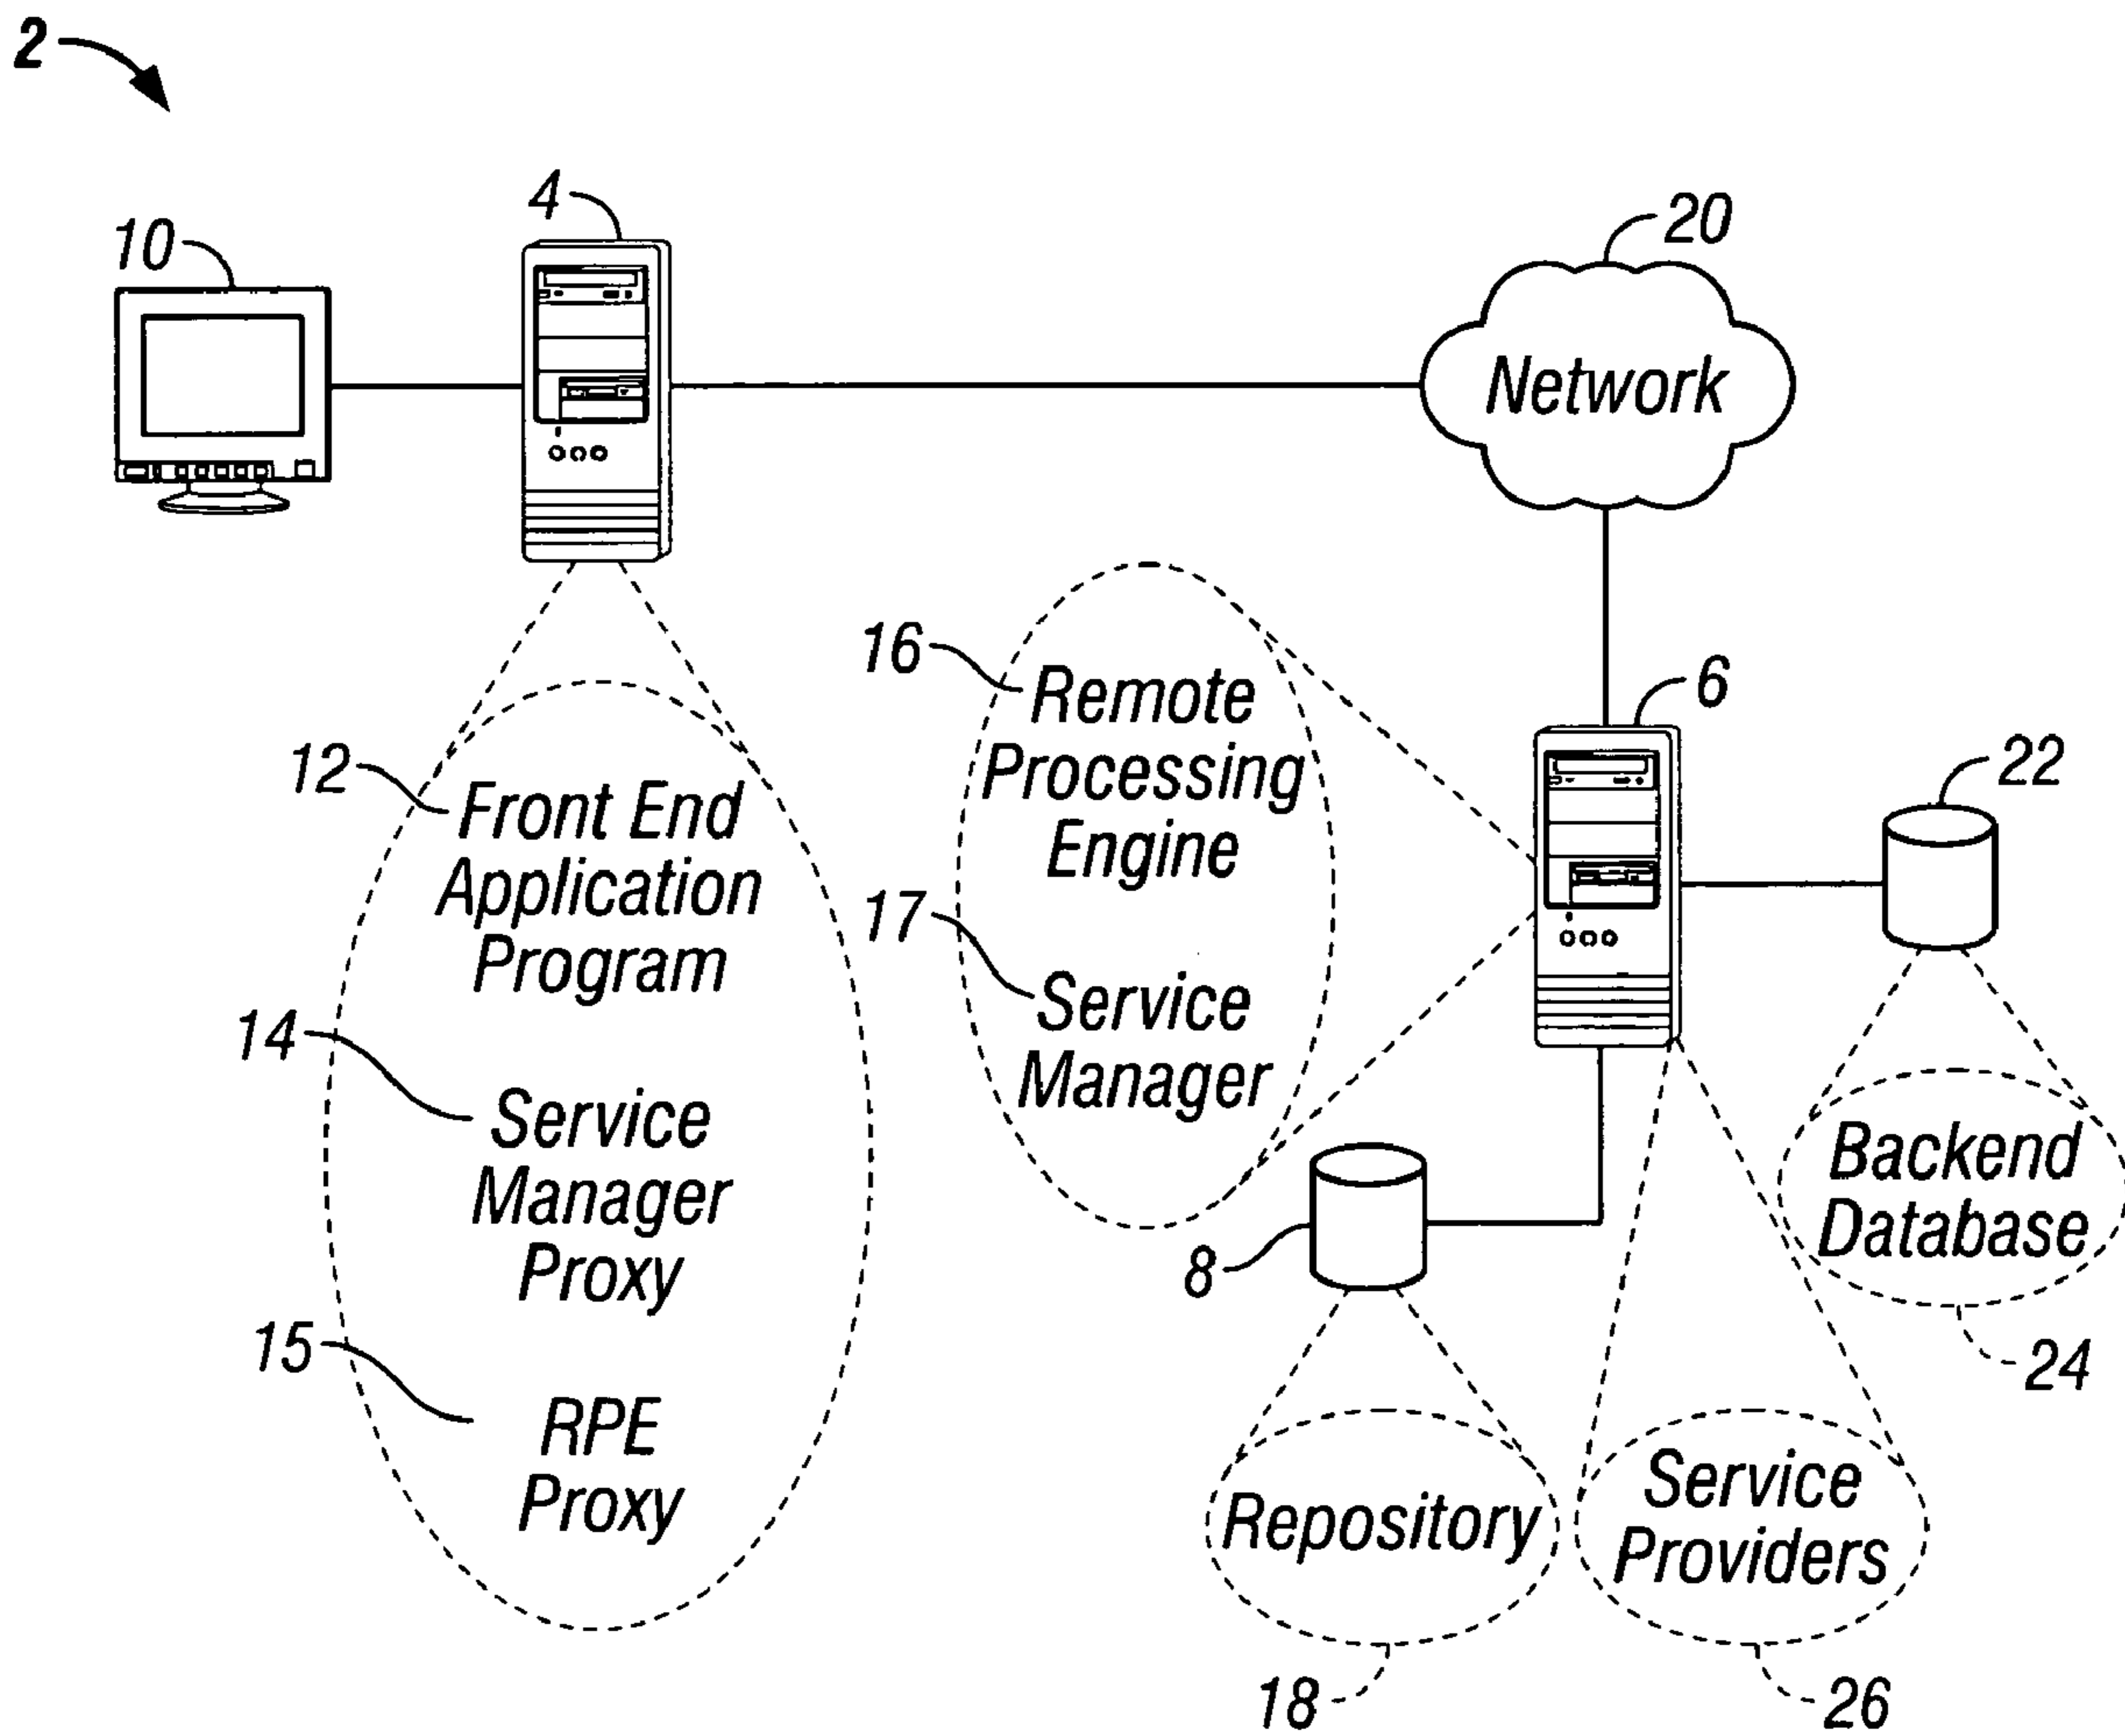 2
4
20
10
Network
16
Remote
Processing
Engine
6
22
12
Front End
Application
Program
17
Service
Manager
14
Service
Manager
Proxy
Backend
Database
8
15
RPE
Proxy
24
Repository
Service
Providers
18
26